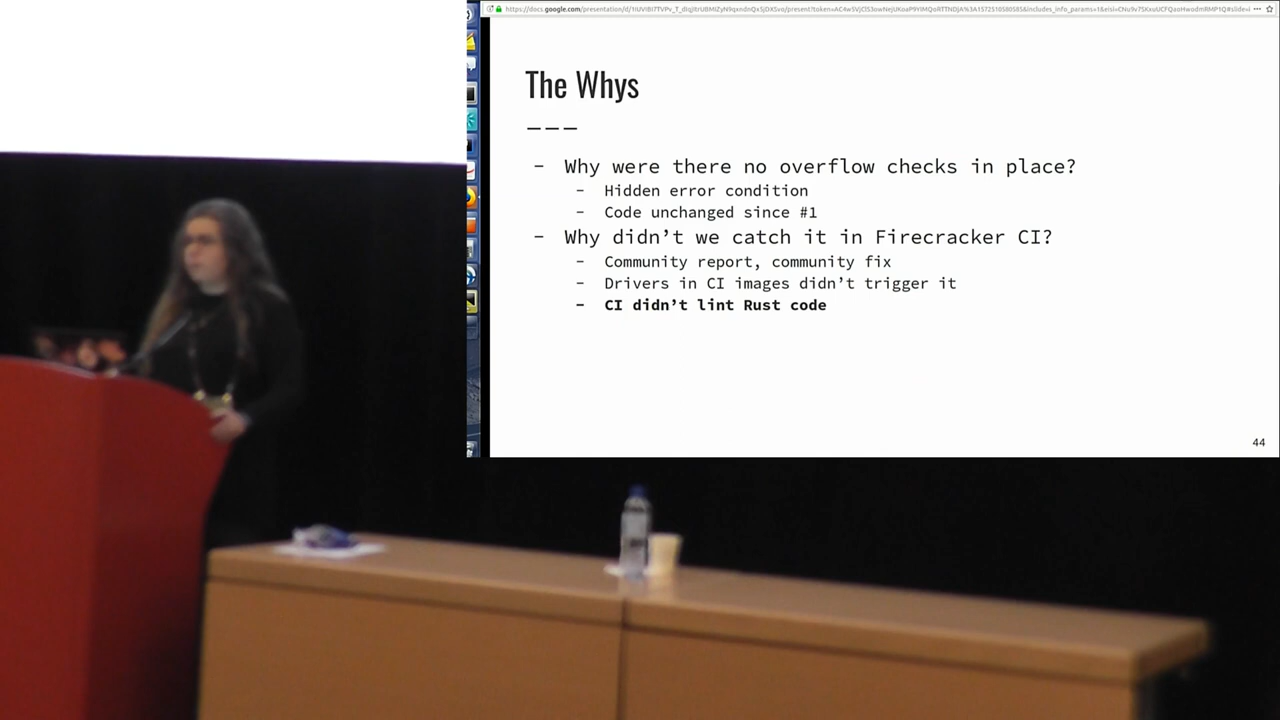 The Whys
———
- Why were there no overflow checks in place?
- Hidden error condition
- Code unchanged since #1
- Why didn’t we catch it in Firecracker CI?
- Community report, community fix
- Drivers in CI images didn’t trigger it
- CI didn’t lint Rust code
44